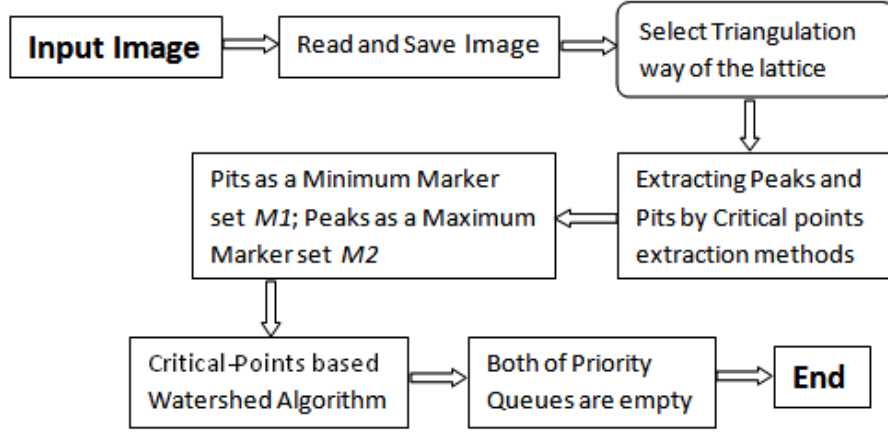 Input Image
Read and Save Image
Select Triangulation
way of the lattice
Extracting Peaks and
Pits by Critical points
extraction methods
Pits as a Minimum Marker
set M1; Peaks as a Maximum
Marker set M2
Critical-Points based
Watershed Algorithm
Both of Priority
Queues are empty
End